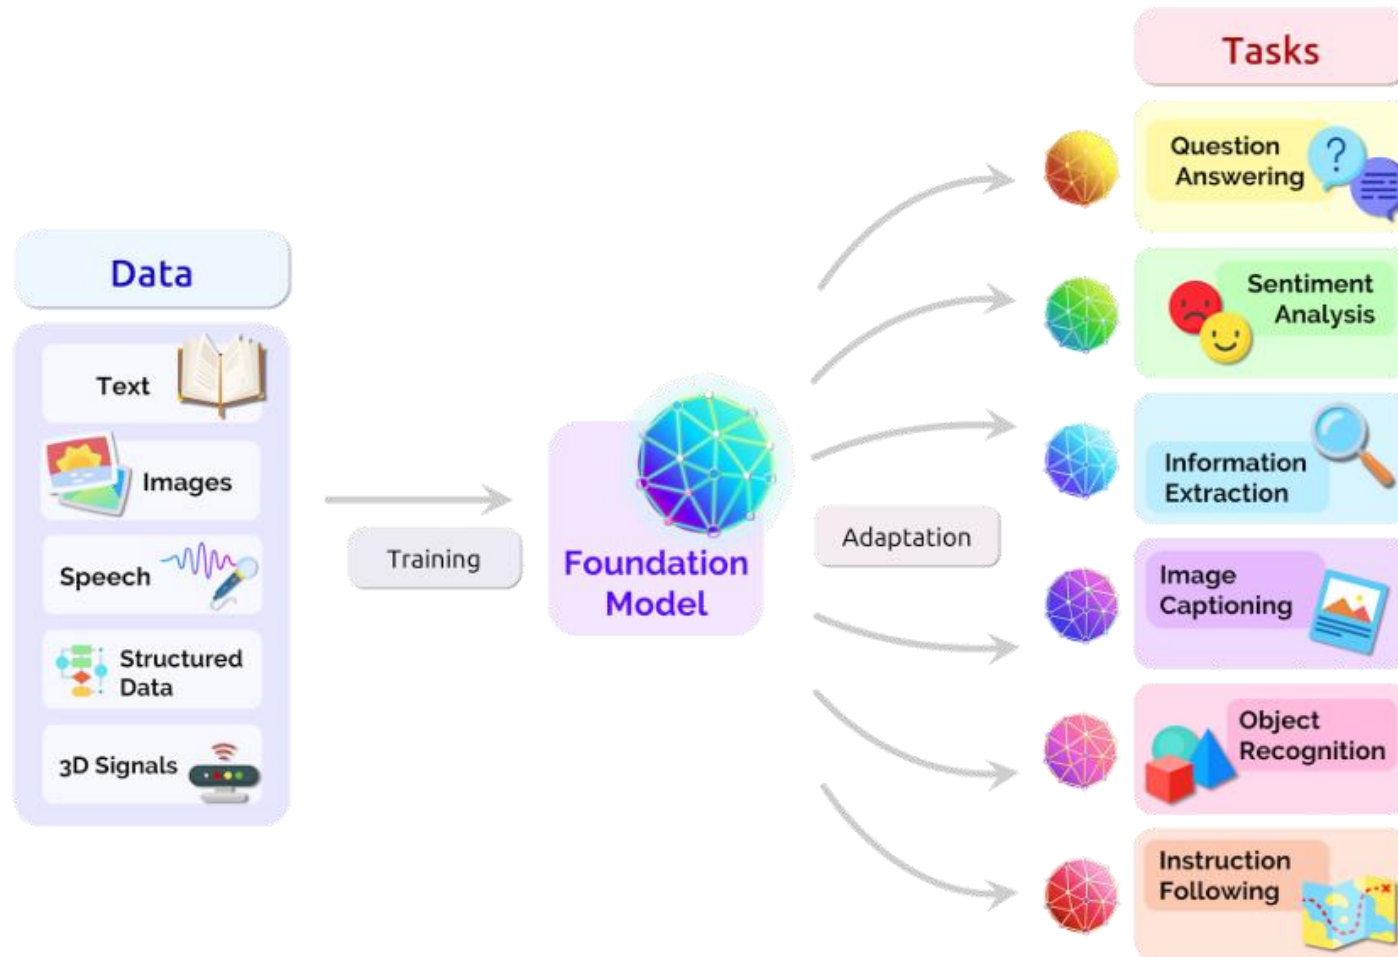 Data
Text
Images
Speech
Structured
Data
3D Signals
Training
Foundation
Model
Adaptation
Tasks
Question
Answering
?
Sentiment
Analysis
Information
Extraction
Image
Captioning
Object
Recognition
Instruction
Following